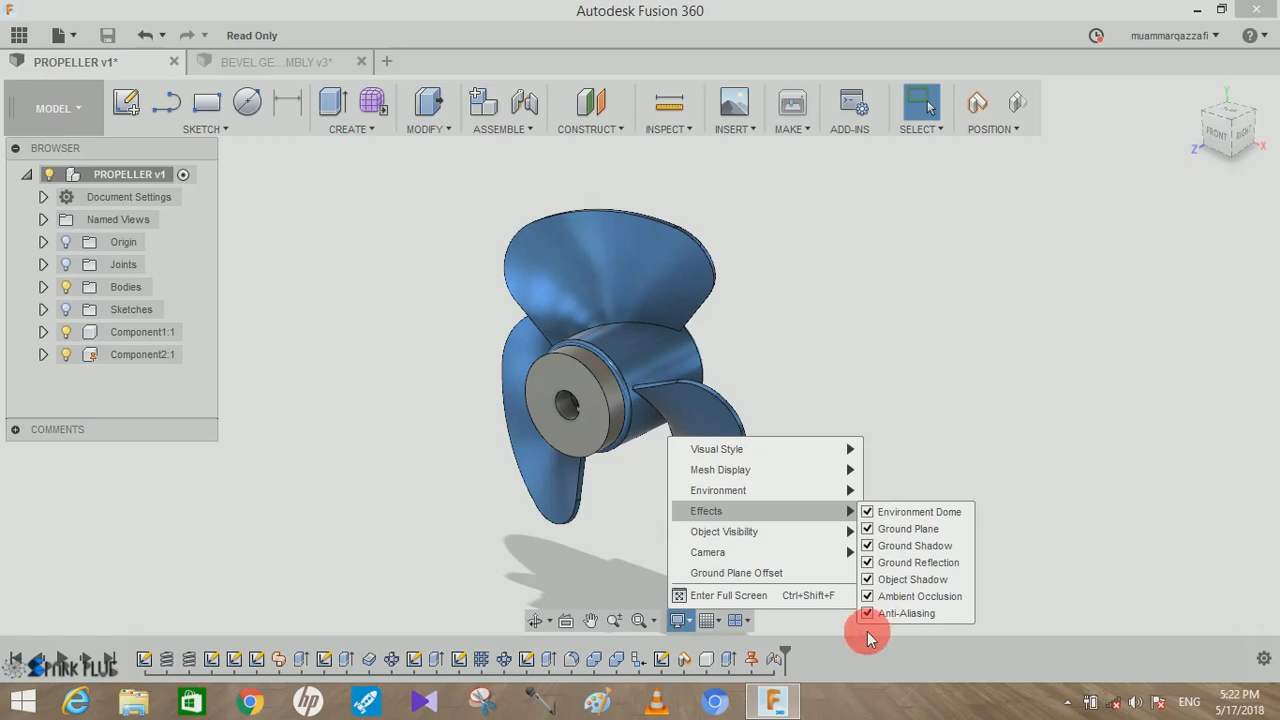 Autodesk Fusion 360
Read Only
muammarqazzafi
PROPELLER v1*
BEVEL GE...MBLY v3*
MODEL
SKETCH
CREATE
MODIFY
ASSEMBLE
CONSTRUCT
INSPECT
INSERT
MAKE
ADD-INS
SELECT
POSITION
Y
FRONT
RIGHT
Z
X
BROWSER
PROPELLER v1
Document Settings
Named Views
Origin
Joints
Bodies
Sketches
Component1:1
Component2:1
COMMENTS
Visual Style
Mesh Display
Environment
Effects
Object Visibility
Camera
Ground Plane Offset
Enter Full Screen Ctrl+Shift+F
Environment Dome
Ground Plane
Ground Shadow
Ground Reflection
Object Shadow
Ambient Occlusion
Anti-Aliasing
SPARK PLUG
ENG
5:22 PM
5/17/2018